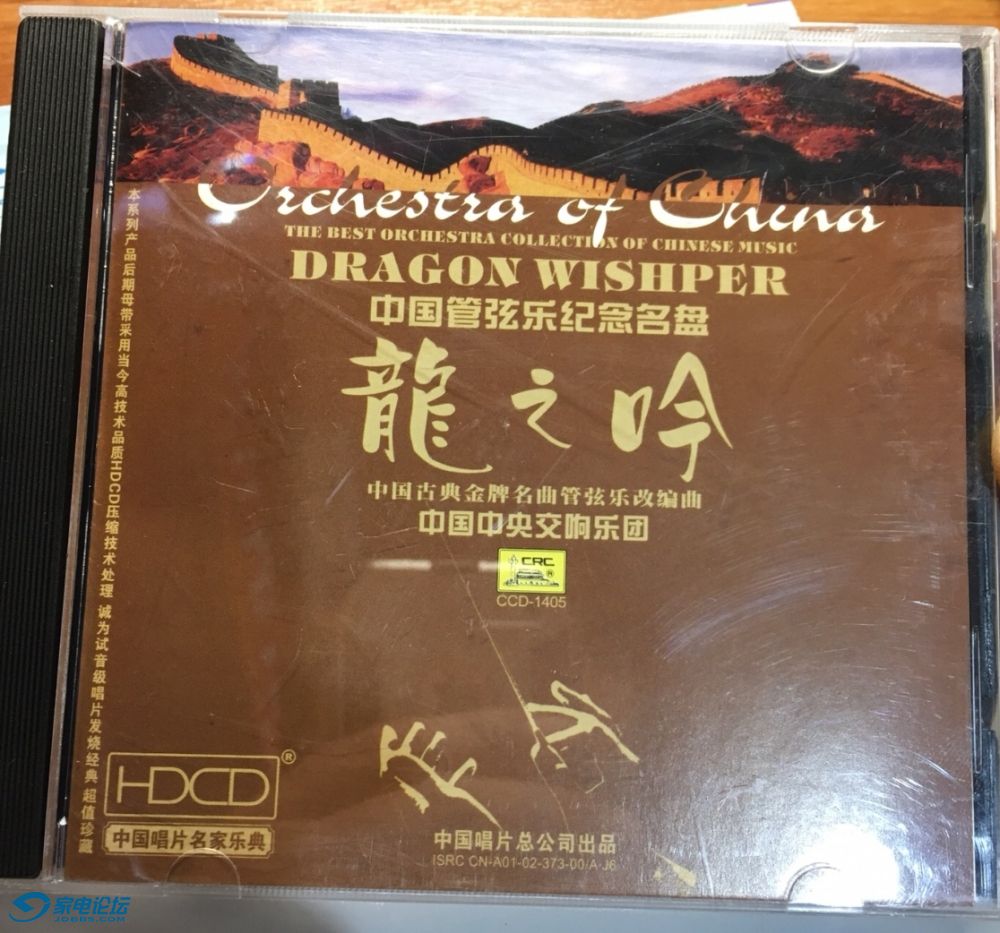 Orchestra of China
THE BEST ORCHESTRA COLLECTION OF CHINESE MUSIC
DRAGON WISHPER
中国管弦乐纪念名盘
龍之吟
中国古典金牌名曲管弦乐改编曲
中国中央交响乐团
CRC
®
CCD-1405
本系列产品后期母带采用当今高技术品质HDCD压缩技术处理 诚为试音级唱片发烧经典 超值珍藏
HDCD®
中国唱片名家乐典
中国唱片总公司出品
ISRC CN-A01-02-373-00/A·J6
家电论坛
JDBBS.COM